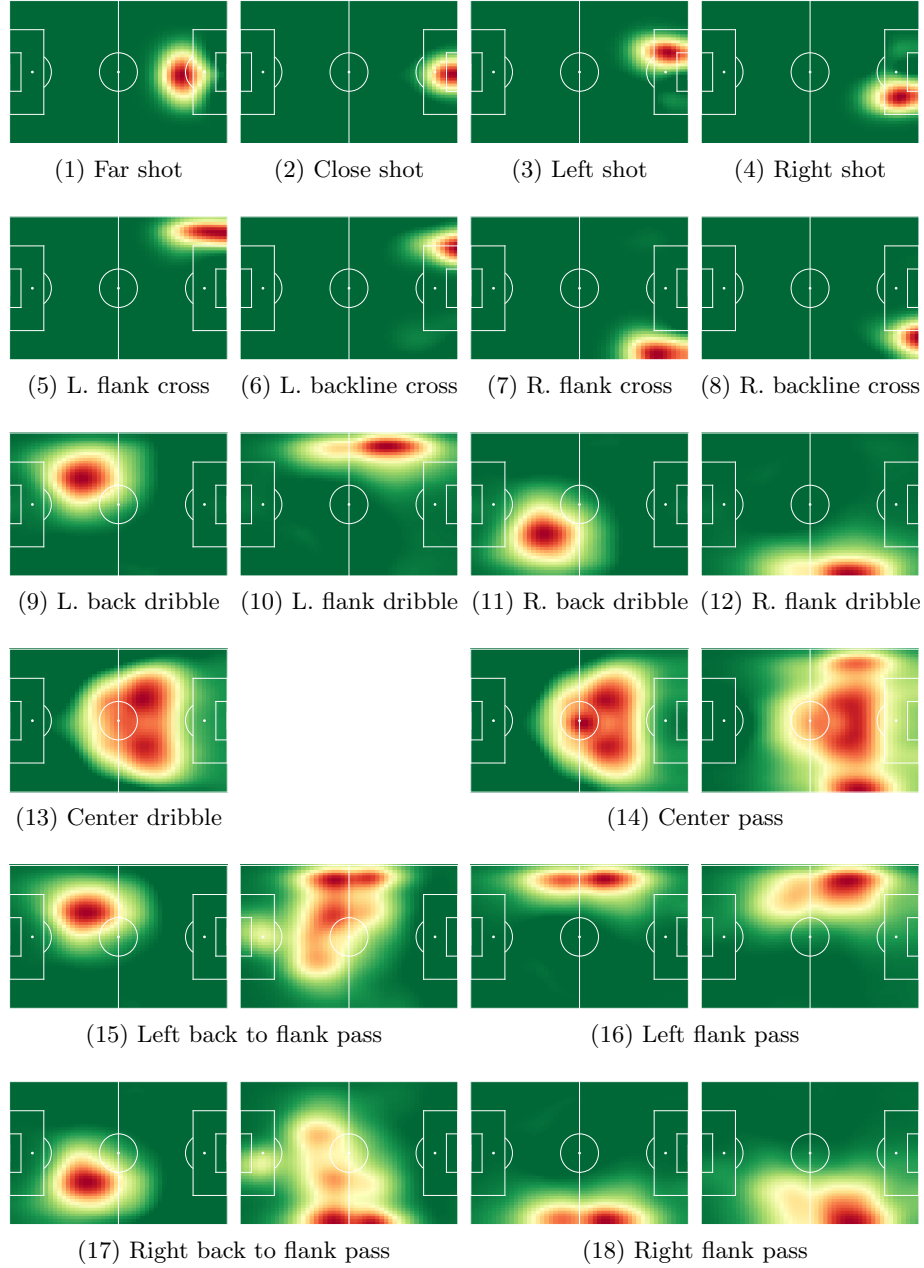 (1) Far shot (2) Close shot (3) Left shot (4) Right shot
(5) L. flank cross (6) L. backline cross (7) R. flank cross (8) R. backline cross
(9) L. back dribble (10) L. flank dribble (11) R. back dribble (12) R. flank dribble
(13) Center dribble (14) Center pass
(15) Left back to flank pass (16) Left flank pass
(17) Right back to flank pass (18) Right flank pass